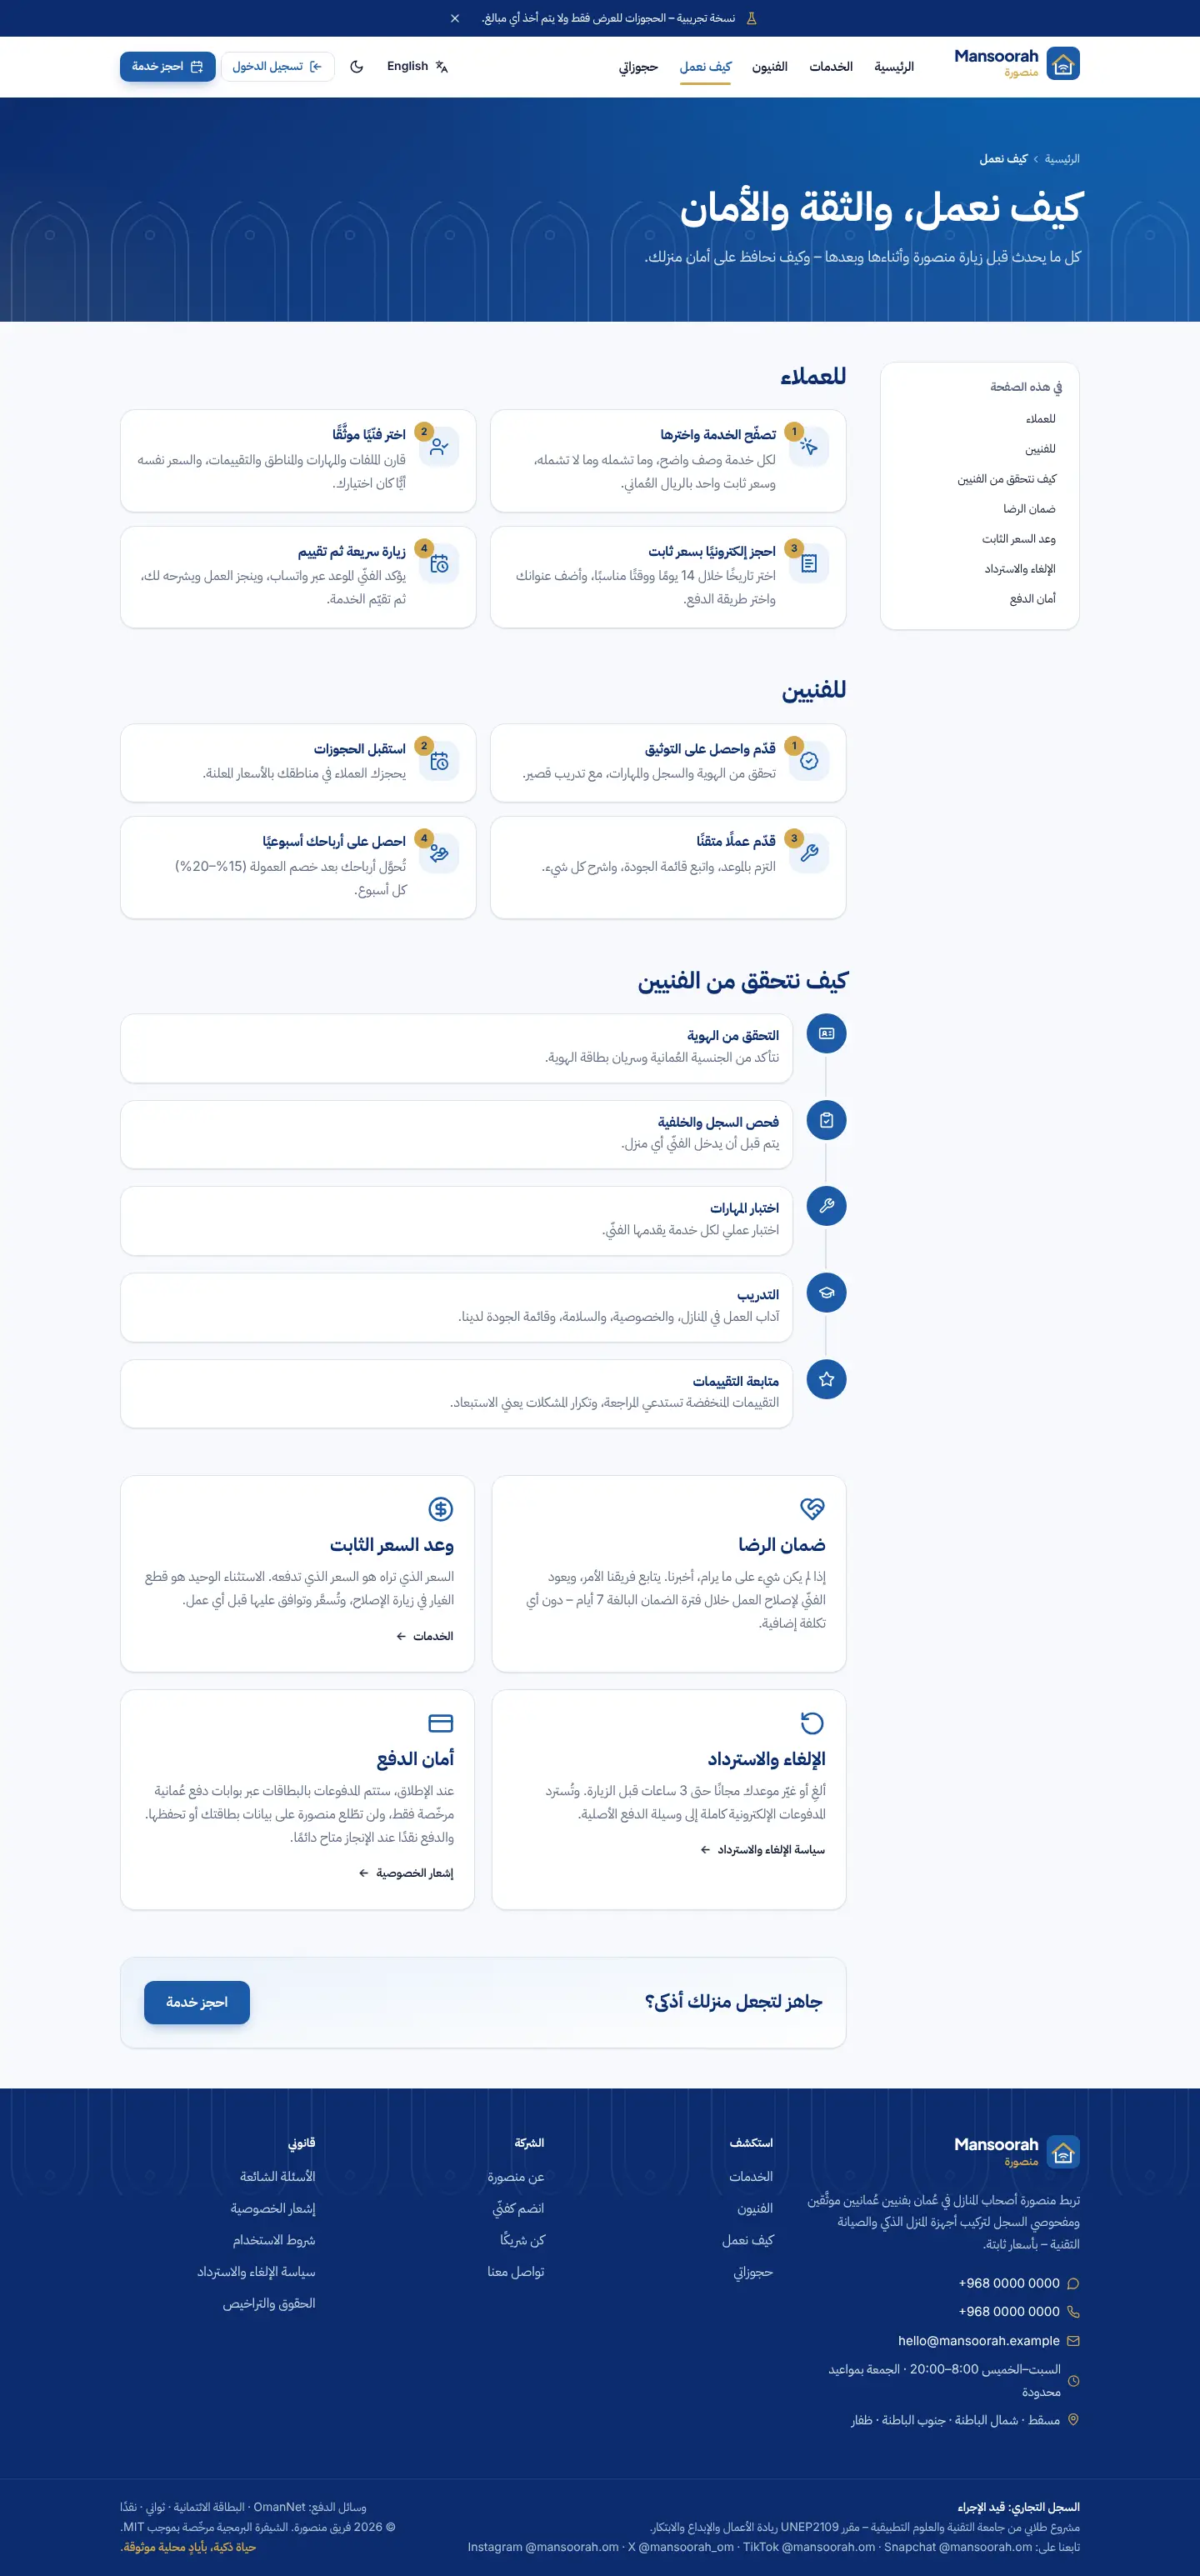 نسخة تجريبية – الحجوزات للعرض فقط ولا يتم أخذ أي مبالغ.
Mansoorah
منصورة
الرئيسية
الخدمات
الفنيون
كيف نعمل
حجوزاتي
English
تسجيل الدخول
احجز خدمة
الرئيسية › كيف نعمل
كيف نعمل، والثقة والأمان
كل ما يحدث قبل زيارة منصورة وأثناءها وبعدها – وكيف نحافظ على أمان منزلك.
في هذه الصفحة
للعملاء
للفنيين
كيف نتحقق من الفنيين
ضمان الرضا
وعد السعر الثابت
الإلغاء والاسترداد
أمان الدفع
للعملاء
1
تصفّح الخدمة واخترها
لكل خدمة وصف واضح، وما تشمله وما لا تشمله،
وسعر ثابت واحد بالريال العُماني.
2
اختر فنّيًا موثَّقًا
قارن الملفات والمهارات والمناطق والتقييمات، والسعر نفسه
أيًّا كان اختيارك.
3
احجز إلكترونيًا بسعر ثابت
اختر تاريخًا خلال 14 يومًا ووقتًا مناسبًا، وأضف عنوانك
واختر طريقة الدفع.
4
زيارة سريعة ثم تقييم
يؤكد الفنّي الموعد عبر واتساب، وينجز العمل ويشرحه لك،
ثم تقيّم الخدمة.
للفنيين
1
قدّم واحصل على التوثيق
تحقق من الهوية والسجل والمهارات، مع تدريب قصير.
2
استقبل الحجوزات
يحجزك العملاء في مناطقك بالأسعار المعلنة.
3
قدّم عملًا متقنًا
التزم بالموعد، واتبع قائمة الجودة، واشرح كل شيء.
4
احصل على أرباحك أسبوعيًا
تُحوَّل أرباحك بعد خصم العمولة (15%–20%)
كل أسبوع.
كيف نتحقق من الفنيين
التحقق من الهوية
نتأكد من الجنسية العُمانية وسريان بطاقة الهوية.
فحص السجل والخلفية
يتم قبل أن يدخل الفنّي أي منزل.
اختبار المهارات
اختبار عملي لكل خدمة يقدمها الفنّي.
التدريب
آداب العمل في المنازل، والخصوصية، والسلامة، وقائمة الجودة لدينا.
متابعة التقييمات
التقييمات المنخفضة تستدعي المراجعة، وتكرار المشكلات يعني الاستبعاد.
ضمان الرضا
إذا لم يكن شيء على ما يرام، أخبرنا. يتابع فريقنا الأمر، ويعود
الفنّي لإصلاح العمل خلال فترة الضمان البالغة 7 أيام – دون أي
تكلفة إضافية.
وعد السعر الثابت
السعر الذي تراه هو السعر الذي تدفعه. الاستثناء الوحيد هو قطع
الغيار في زيارة الإصلاح، وتُسعَّر وتوافق عليها قبل أي عمل.
الخدمات ←
الإلغاء والاسترداد
ألغِ أو غيّر موعدك مجانًا حتى 3 ساعات قبل الزيارة. وتُسترد
المدفوعات الإلكترونية كاملة إلى وسيلة الدفع الأصلية.
سياسة الإلغاء والاسترداد ←
أمان الدفع
عند الإطلاق، ستتم المدفوعات بالبطاقات عبر بوابات دفع عُمانية
مرخّصة فقط، ولن تطّلع منصورة على بيانات بطاقتك أو تحفظها.
والدفع نقدًا عند الإنجاز متاح دائمًا.
إشعار الخصوصية ←
جاهز لتجعل منزلك أذكى؟
احجز خدمة
Mansoorah
منصورة
تربط منصورة أصحاب المنازل في عُمان بفنيين عُمانيين موثَّقين
ومفحوصي السجل لتركيب أجهزة المنزل الذكي والصيانة
التقنية – بأسعار ثابتة.
+968 0000 0000
+968 0000 0000
hello@mansoorah.example
السبت–الخميس 8:00–20:00 · الجمعة بمواعيد
محدودة
مسقط · شمال الباطنة · جنوب الباطنة · ظفار
استكشف
الخدمات
الفنيون
كيف نعمل
حجوزاتي
الشركة
عن منصورة
انضم كفنّي
كن شريكًا
تواصل معنا
قانوني
الأسئلة الشائعة
إشعار الخصوصية
شروط الاستخدام
سياسة الإلغاء والاسترداد
الحقوق والتراخيص
السجل التجاري: قيد الإجراء
مشروع طلابي من جامعة التقنية والعلوم التطبيقية – مقرر UNEP2109 ريادة الأعمال والإبداع والابتكار.
تابعنا على: Instagram @mansoorah.om · X @mansoorah_om · TikTok @mansoorah.om · Snapchat @mansoorah.om
وسائل الدفع: OmanNet · البطاقة الائتمانية · ثواني · نقدًا
© 2026 فريق منصورة. الشيفرة البرمجية مرخّصة بموجب MIT.
حياة ذكية، بأيادٍ محلية موثوقة.